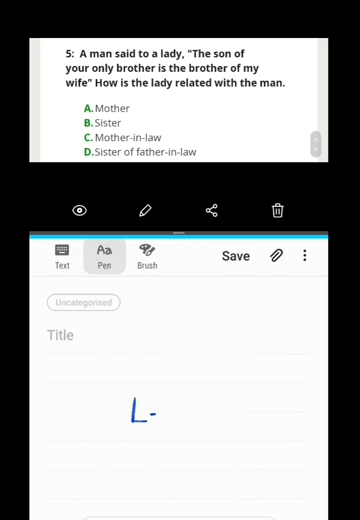 5: A man said to a lady, "The son of
your only brother is the brother of my
wife" How is the lady related with the man.
A. Mother
B. Sister
C. Mother-in-law
D. Sister of father-in-law
Text
Aa
Pen
Brush
Save
Uncategorised
Title
L-